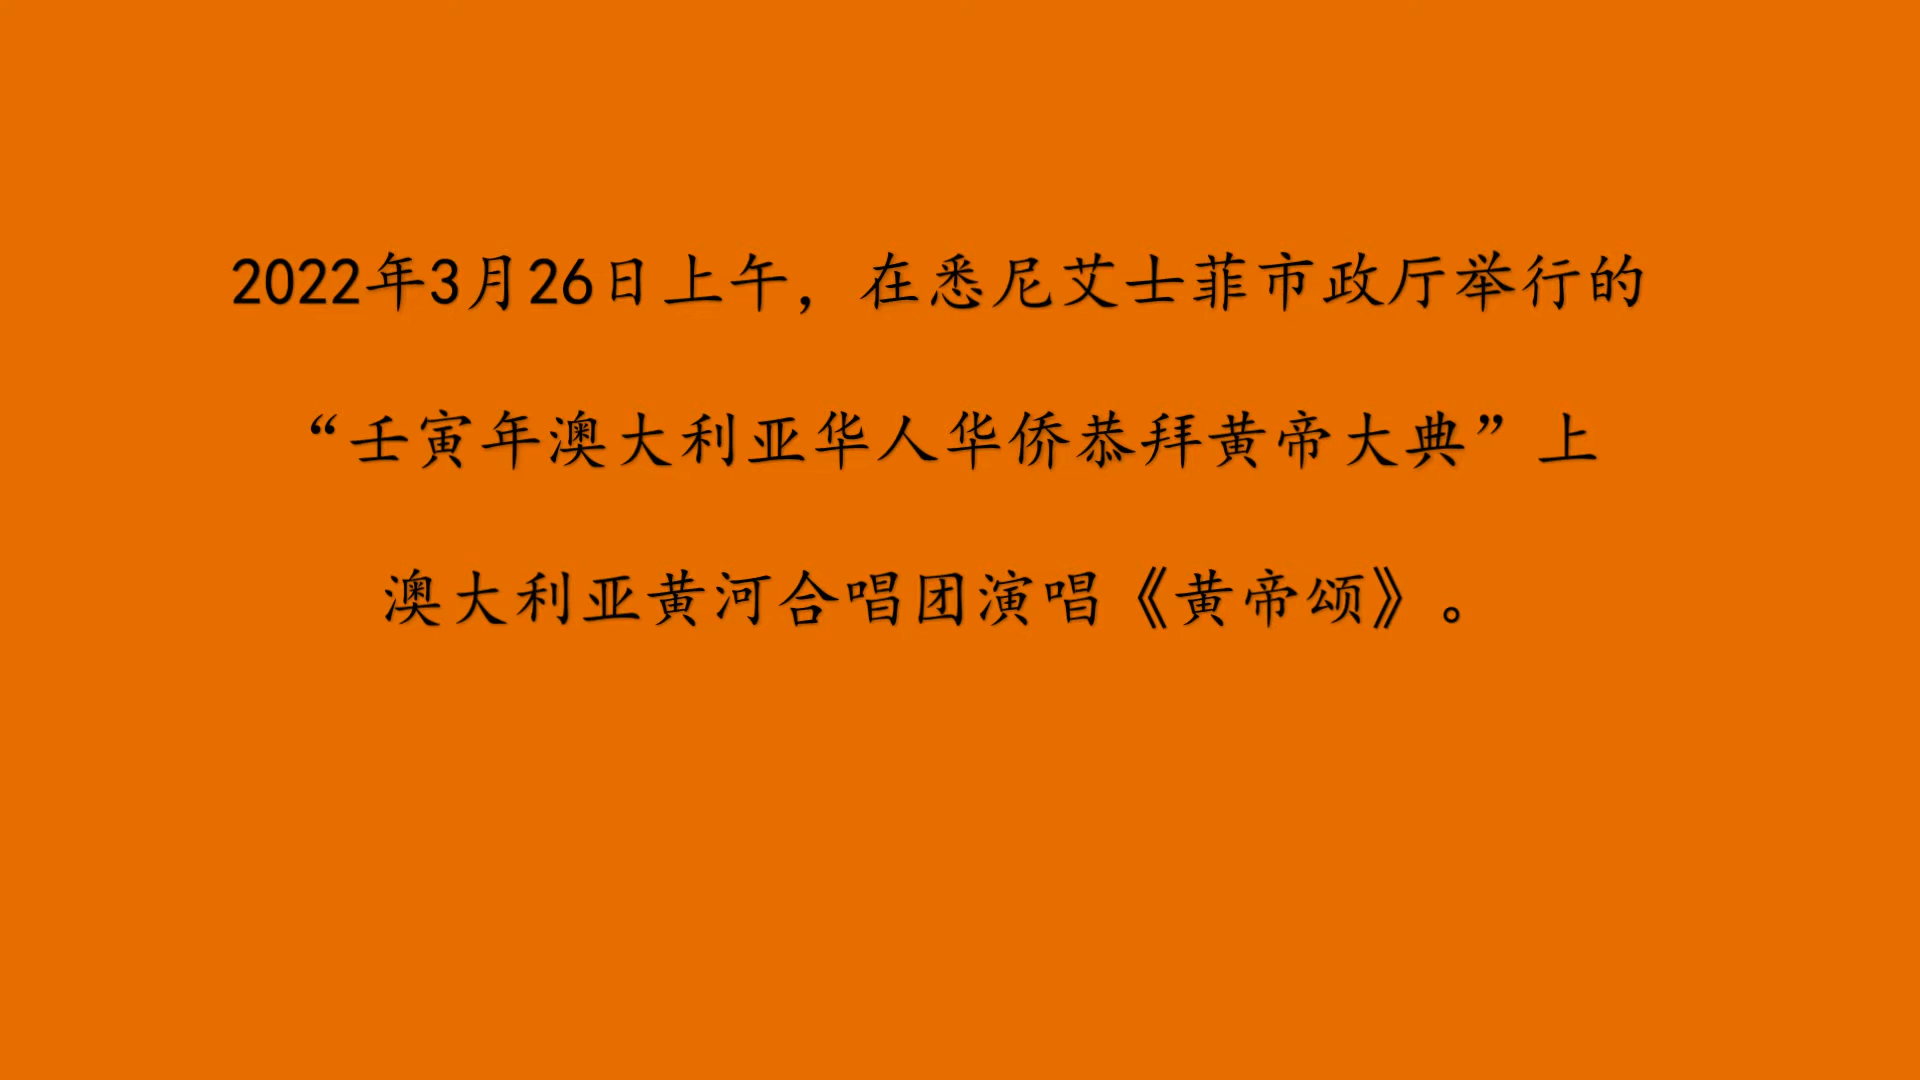 2022年3月26日上午，在悉尼艾士菲市政厅举行的
“壬寅年澳大利亚华人华侨恭拜黄帝大典”上
澳大利亚黄河合唱团演唱《黄帝颂》。